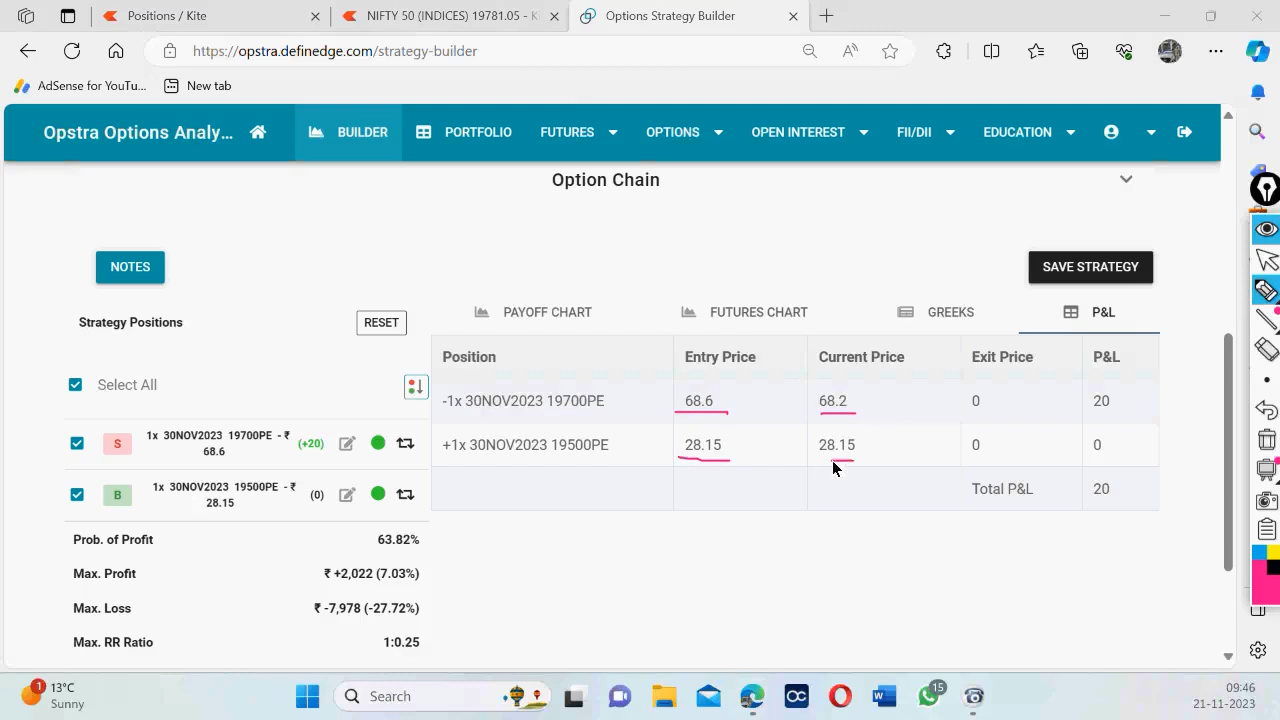 Positions / Kite
NIFTY 50 (INDICES) 19781.05 - K
Options Strategy Builder
https://opstra.definedge.com/strategy-builder
AdSense for YouTu...
New tab
Opstra Options Analy...
BUILDER
PORTFOLIO
FUTURES
OPTIONS
OPEN INTEREST
FII/DII
EDUCATION
Option Chain
NOTES
SAVE STRATEGY
Strategy Positions
RESET
PAYOFF CHART
FUTURES CHART
GREEKS
P&L
Position Entry Price Current Price Exit Price P&L
-1x 30NOV2023 19700PE 68.6 68.2 0 20
+1x 30NOV2023 19500PE 28.15 28.15 0 0
Total P&L 20
Select All
S 1x 30NOV2023 19700PE - ₹ (+20)
68.6
B 1x 30NOV2023 19500PE - ₹ (0)
28.15
Prob. of Profit 63.82%
Max. Profit ₹ +2,022 (7.03%)
Max. Loss ₹ -7,978 (-27.72%)
Max. RR Ratio 1:0.25
1
13°C
Sunny
Search
OC
15
09:46
21-11-2023